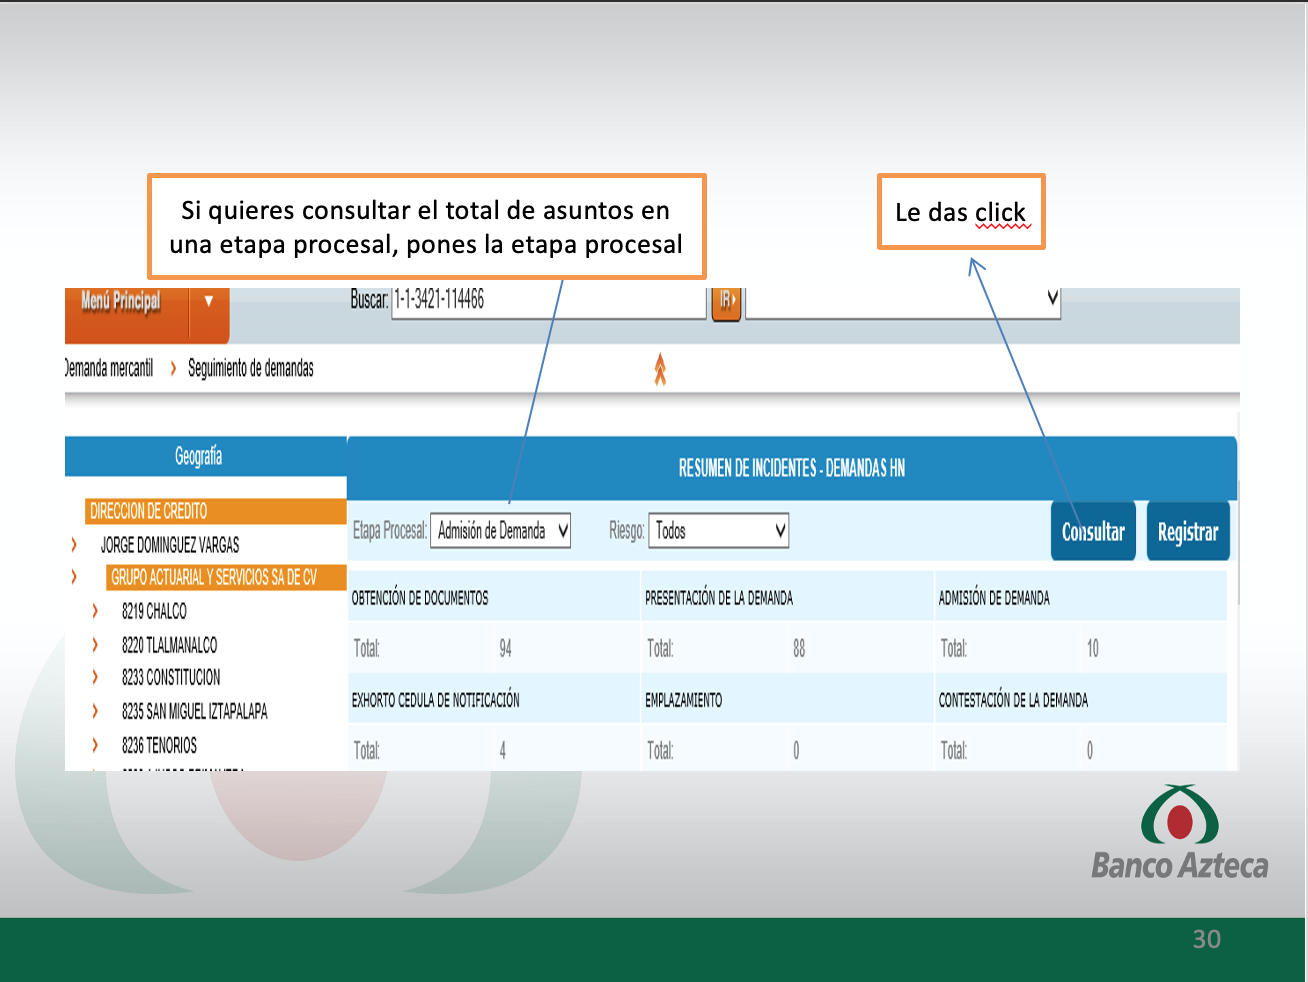 Si quieres consultar el total de asuntos en
una etapa procesal, pones la etapa procesal
Le das click
Menú Principal
Buscar: 1-1-3421-114466
IR
Demanda mercantil > Seguimiento de demandas
Geografía
DIRECCION DE CREDITO
JORGE DOMINGUEZ VARGAS
GRUPO ACTUARIAL Y SERVICIOS SA DE CV
8219 CHALCO
8220 TLALMANALCO
8233 CONSTITUCION
8235 SAN MIGUEL IZTAPALAPA
8236 TENORIOS
RESUMEN DE INCIDENTES - DEMANDAS HN
Etapa Procesal: Admisión de Demanda Riesgo: Todos Consultar Registrar
OBTENCIÓN DE DOCUMENTOS PRESENTACIÓN DE LA DEMANDA ADMISIÓN DE DEMANDA
Total: 94 Total: 88 Total: 10
EXHORTO CEDULA DE NOTIFICACIÓN EMPLAZAMIENTO CONTESTACIÓN DE LA DEMANDA
Total: 4 Total: 0 Total: 0
Banco Azteca
30